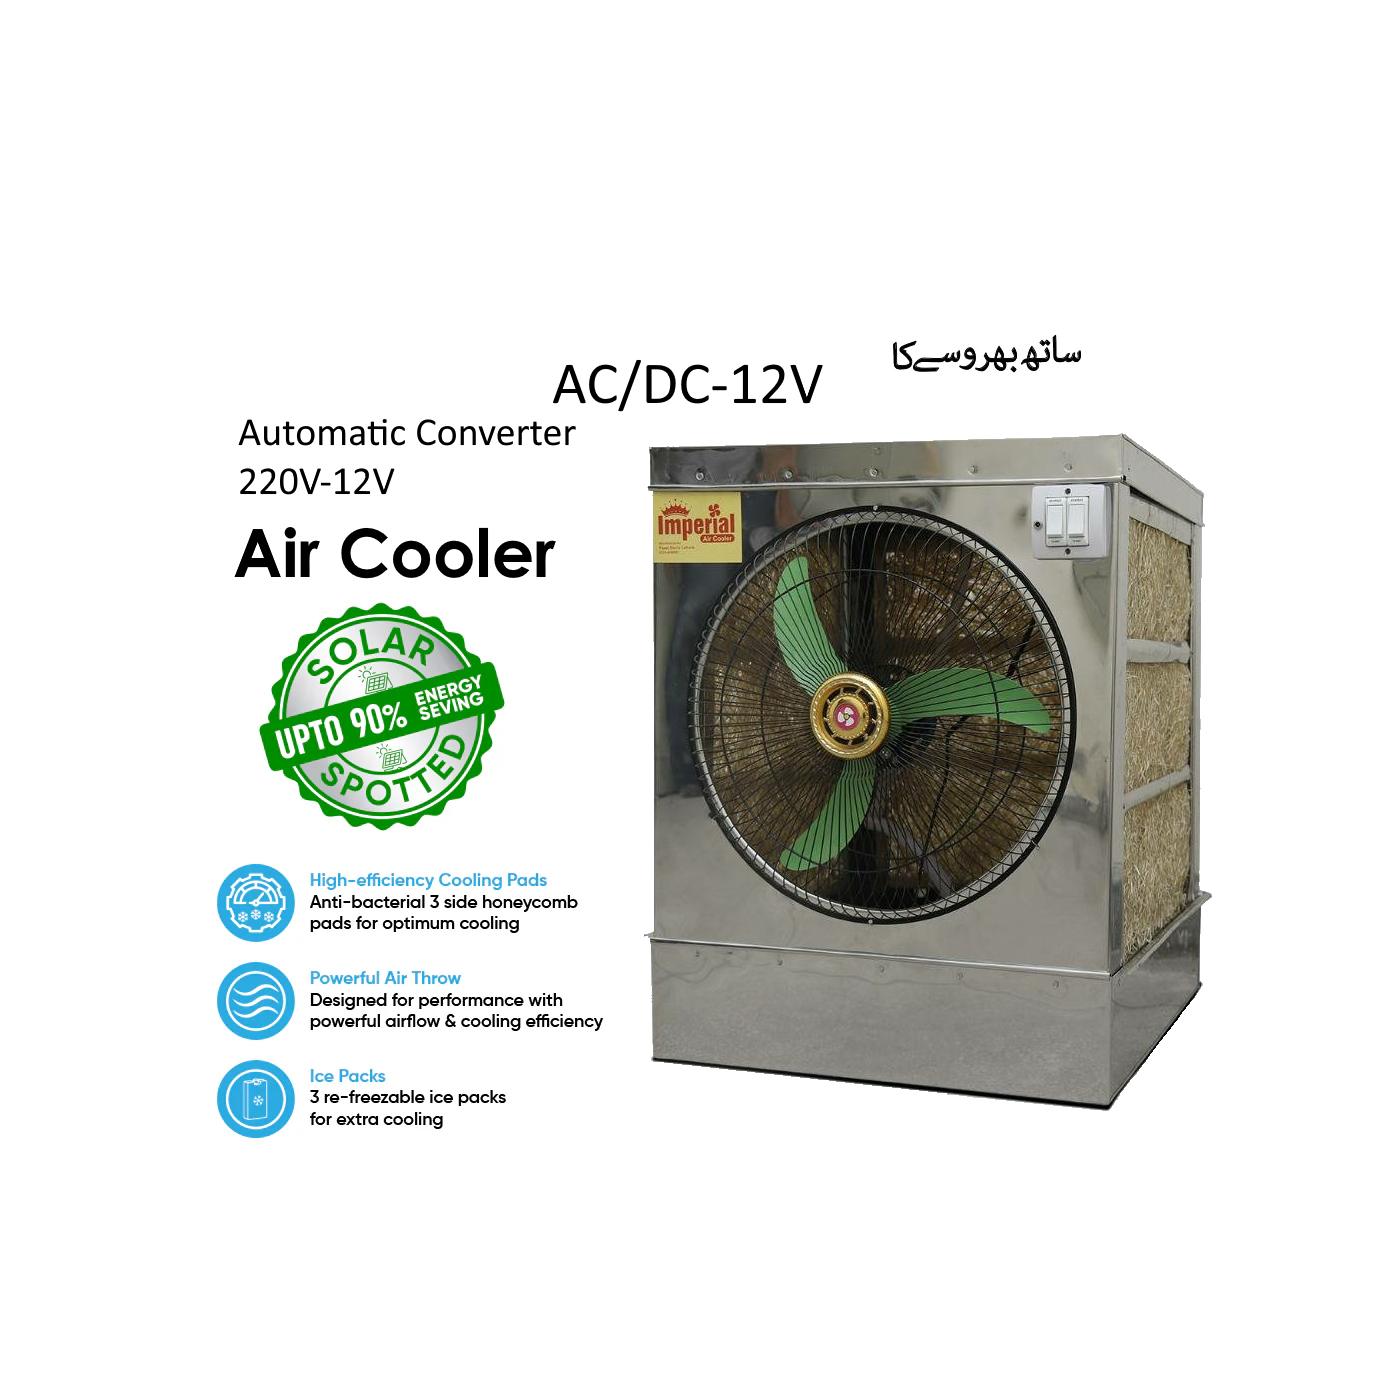 ساتھ بھروسے کا
AC/DC-12V
Automatic Converter
220V-12V
Air Cooler
SOLAR
UPTO 90% ENERGY
SEVING
SPOTTED
High-efficiency Cooling Pads
Anti-bacterial 3 side honeycomb
pads for optimum cooling
Powerful Air Throw
Designed for performance with
powerful airflow & cooling efficiency
Ice Packs
3 re-freezable ice packs
for extra cooling
Imperial
Air Cooler